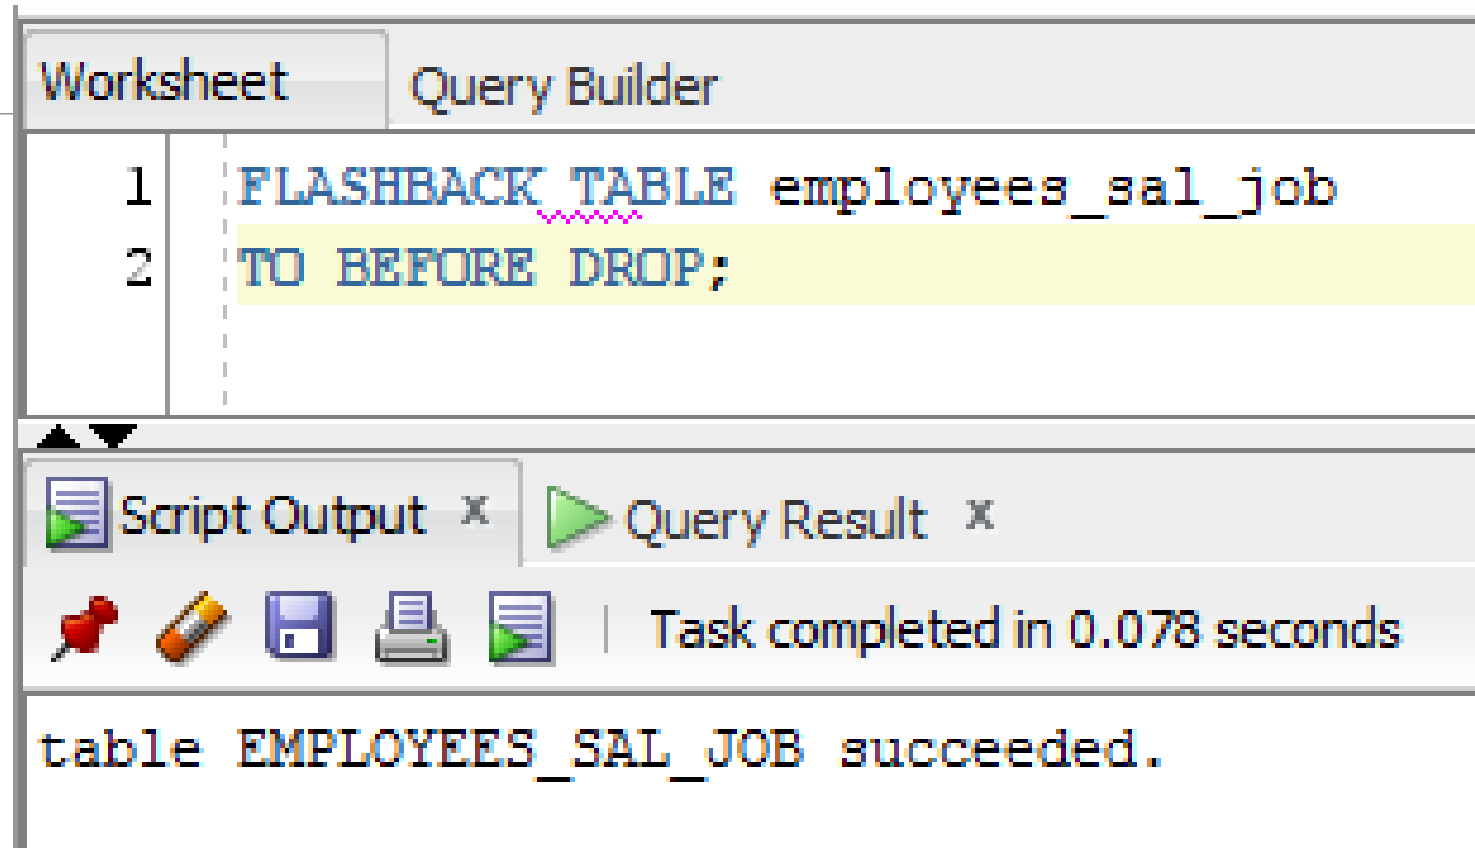 Worksheet Query Builder
1 FLASHBACK TABLE employees_sal_job
2 TO BEFORE DROP;
Script Output x Query Result x
Task completed in 0.078 seconds
table EMPLOYEES_SAL_JOB succeeded.